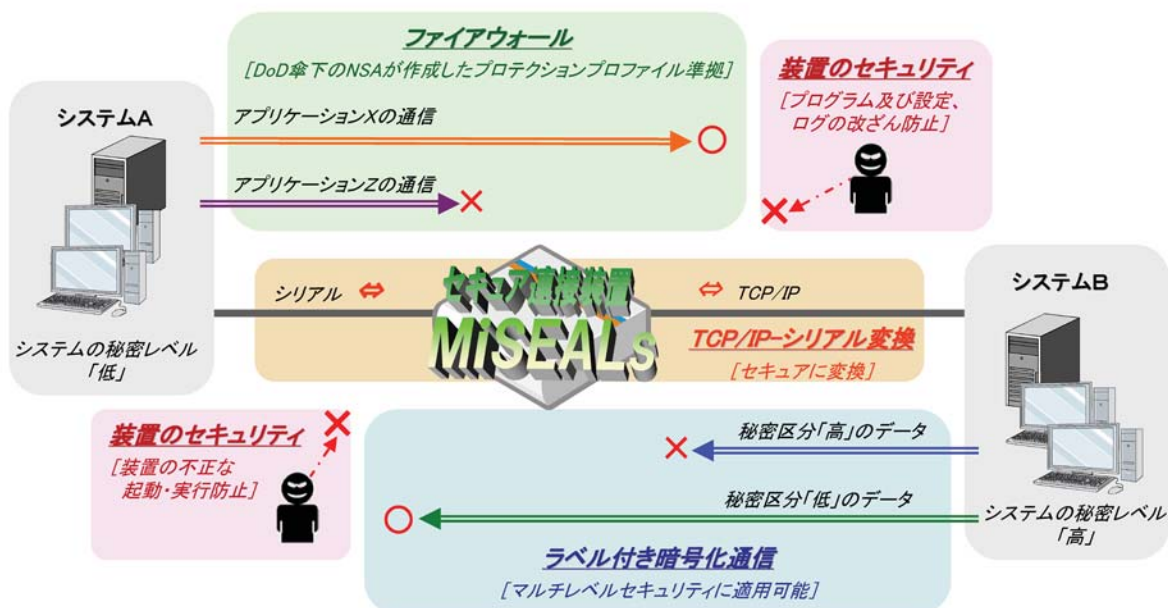 ファイアウォール
[DoD傘下のNSAが作成したプロテクションプロファイル準拠]
装置のセキュリティ
[プログラム及び設定、
ログの改ざん防止]
システムA
アプリケーションXの通信
アプリケーションZの通信
システムの秘密レベル
「低」
シリアル
セキュア直接装置
MiSEALs
TCP/IP
TCP/IP-シリアル変換
[セキュアに変換]
システムB
装置のセキュリティ
[装置の不正な
起動・実行防止]
秘密区分「高」のデータ
秘密区分「低」のデータ
システムの秘密レベル
「高」
ラベル付き暗号化通信
[マルチレベルセキュリティに適用可能]